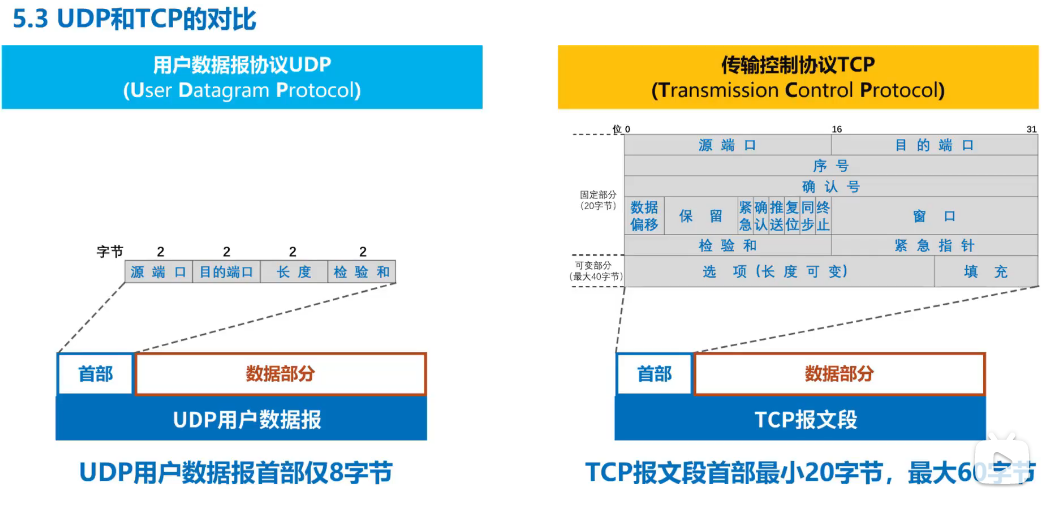 5.3 UDP和TCP的对比
用户数据报协议UDP
(User Datagram Protocol)
字节 2 2 2 2
源端口 目的端口 长度 检验和
首部 数据部分
UDP用户数据报
UDP用户数据报首部仅8字节
传输控制协议TCP
(Transmission Control Protocol)
位 0 16 31
固定部分
(20字节)
源端口 目的端口
序号
确认号
数据偏移 保留 紧急 确认 推送 复位 同步 终止 窗口
检验和 紧急指针
可变部分
(最大40字节)
选项(长度可变) 填充
首部 数据部分
TCP报文段
TCP报文段首部最小20字节，最大60字节